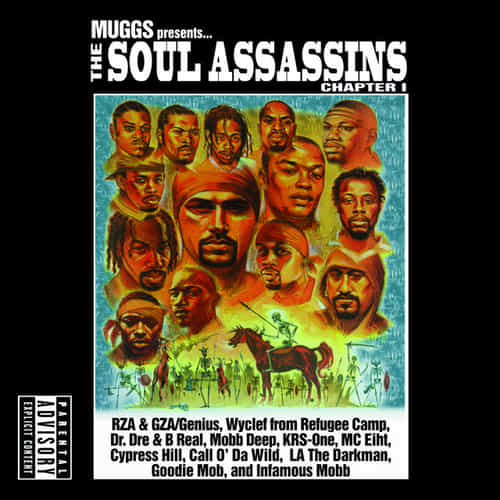 MUGGS presents...
THE SOUL ASSASSINS
CHAPTER I
RZA & GZA/Genius, Wyclef from Refugee Camp,
Dr. Dre & B Real, Mobb Deep, KRS-One, MC Eiht,
Cypress Hill, Call O' Da Wild, LA The Darkman,
Goodie Mob, and Infamous Mobb
PARENTAL
ADVISORY
EXPLICIT CONTENT